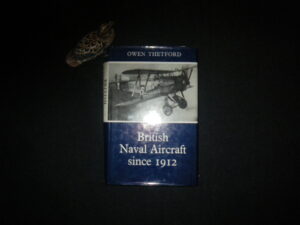 OWEN THETFORD
British
Naval Aircraft
since 1912